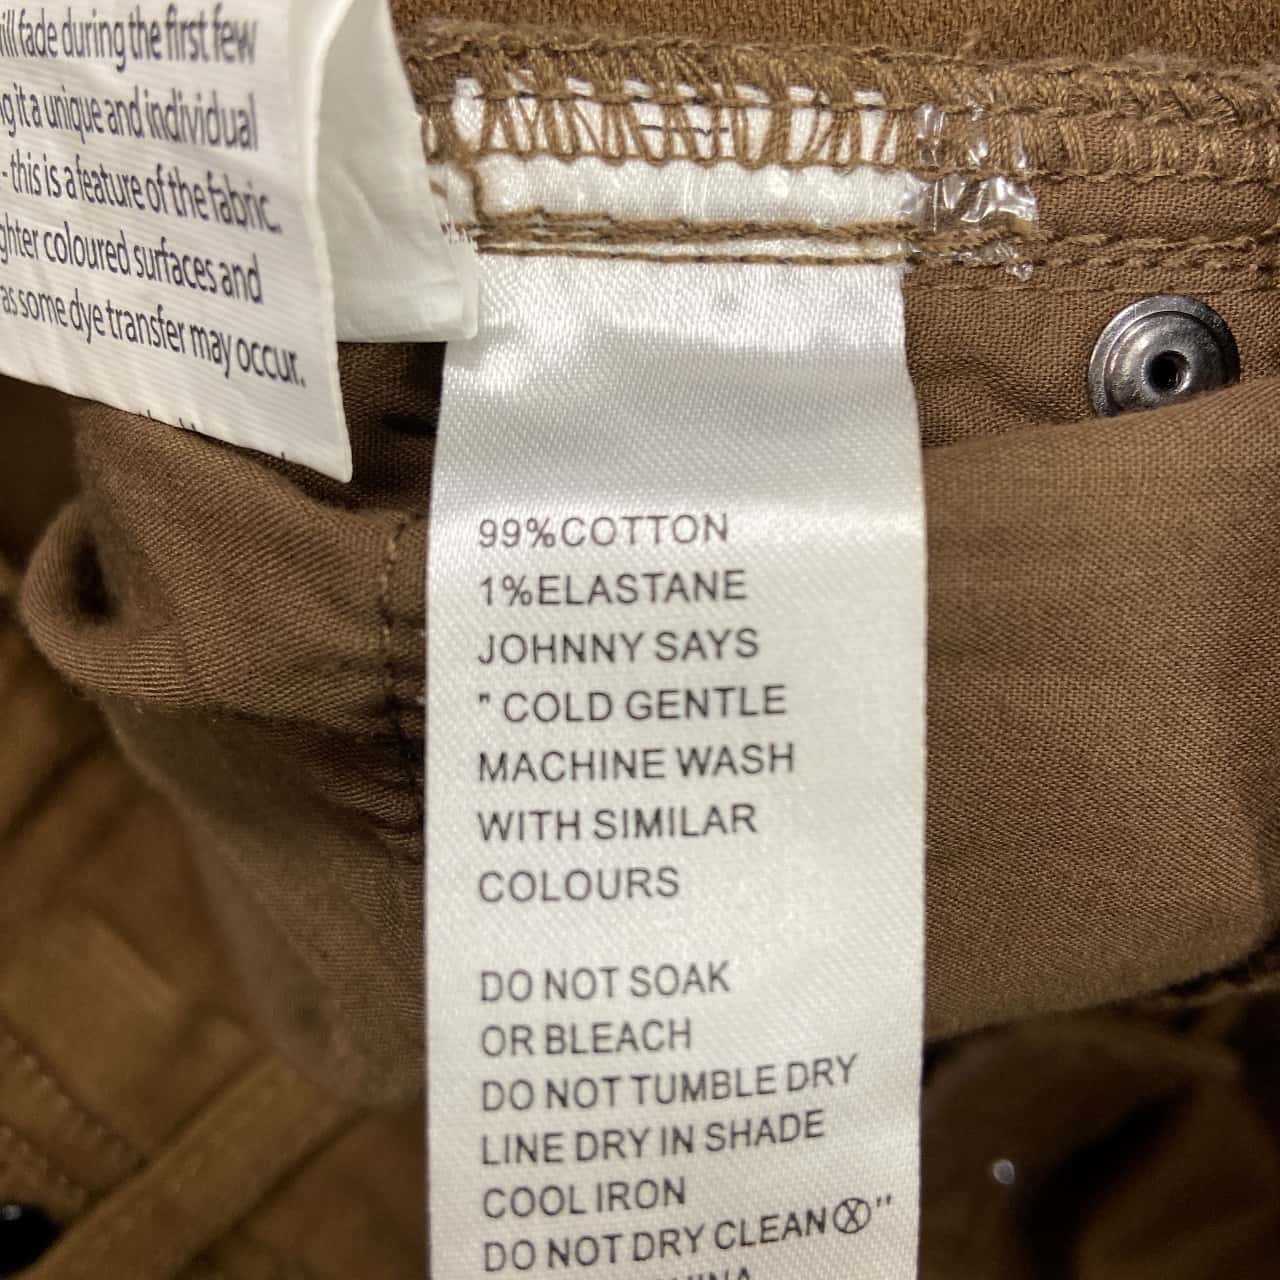 ill fade during the first few
ng it a unique and individual
- this is a feature of the fabric.
ghter coloured surfaces and
as some dye transfer may occur.
99%COTTON
1%ELASTANE
JOHNNY SAYS
" COLD GENTLE
MACHINE WASH
WITH SIMILAR
COLOURS
DO NOT SOAK
OR BLEACH
DO NOT TUMBLE DRY
LINE DRY IN SHADE
COOL IRON
DO NOT DRY CLEAN Ⓧ"